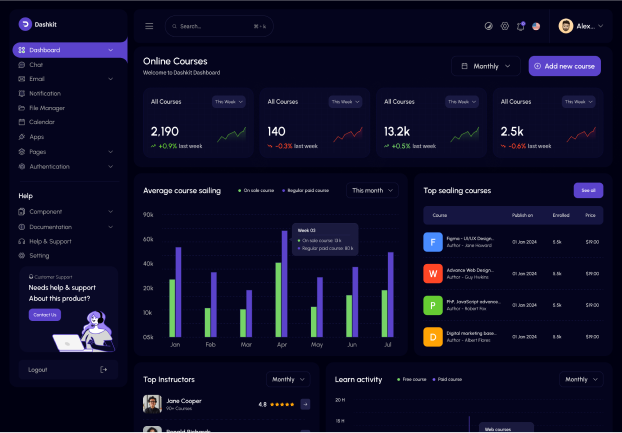 Dashkit
Search...
⌘ + k
Alex...
Dashboard
Chat
Email
Notification
File Manager
Calendar
Apps
Pages
Authentication
Help
Component
Documentation
Help & Support
Setting
Customer Support
Needs help & support
About this product?
Contact Us
Logout
Online Courses
Welcome to Dashkit Dashboard
Monthly
Add new course
All Courses
This Week
2,190
+0.9% last week
All Courses
This Week
140
-0.3% last week
All Courses
This Week
13.2k
+0.5% last week
All Courses
This Week
2.5k
-0.6% last week
Average course sailing
On sale course
Regular paid course
This month
90k
60k
40k
20k
10k
05k
Week 03
On sale course: 13 k
Regular paid course: 80 k
Jan
Feb
Mar
Apr
May
Jun
Jul
Top sealing courses
See all
Course
Publish on
Enrolled
Price
F
Figma - UI/UX Design...
Author - Jane Howard
01 Jan 2024
5.5k
$19.00
W
Advance Web Design...
Author - Guy Hwkins
01 Jan 2024
5.5k
$19.00
P
PHP, JavaScript advance...
Author - Robert Fox
01 Jan 2024
5.5k
$19.00
D
Digital marketing base...
Author - Albert Flores
01 Jan 2024
5.5k
$19.00
Top Instructors
Monthly
Jane Cooper
90+ Courses
4.8
Learn activity
Free course
Paid course
Monthly
20 H
15 H
Web courses